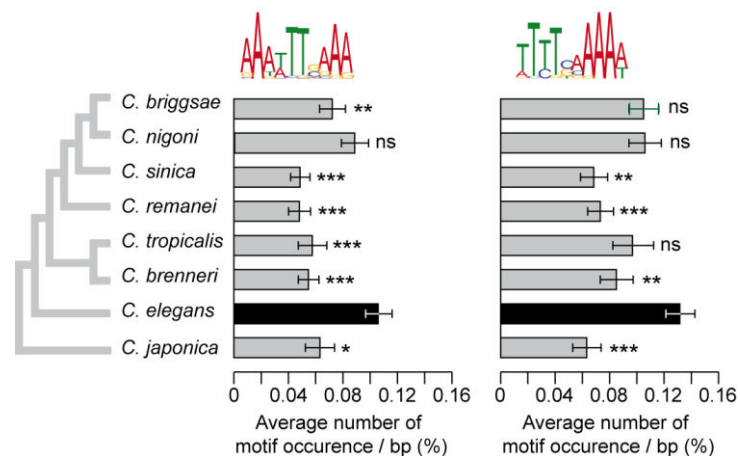 AAATTTGAAA
TTTTCAAAAT
C. briggsae
**
ns
C. nigoni
ns
ns
C. sinica
***
**
C. remanei
***
***
C. tropicalis
***
ns
C. brenneri
***
**
C. elegans
C. japonica
*
***
0 0.04 0.08 0.12 0.16
0 0.04 0.08 0.12 0.16
Average number of
motif occurence / bp (%)
Average number of
motif occurence / bp (%)